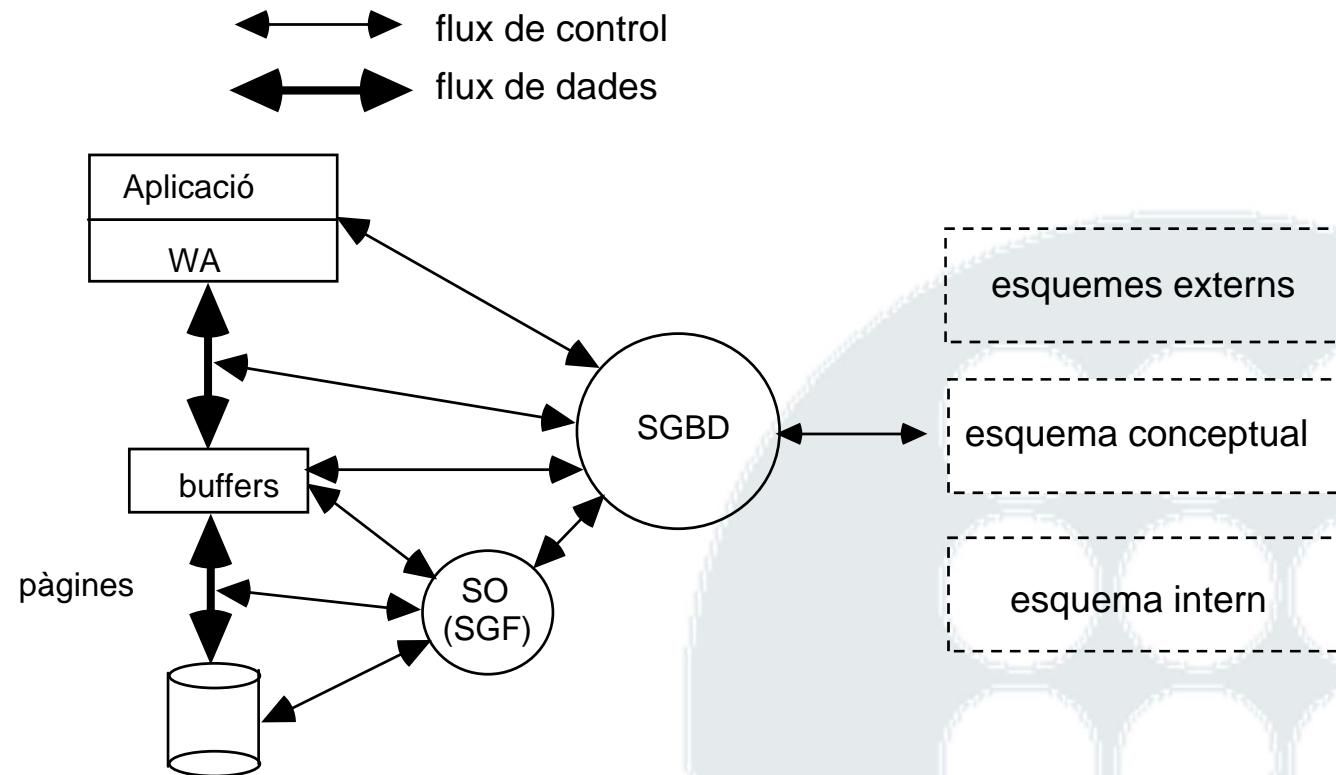 flux de control
flux de dades
Aplicació
WA
esquemes externs
SGBD
esquema conceptual
buffers
pàgines
SO
(SGF)
esquema intern